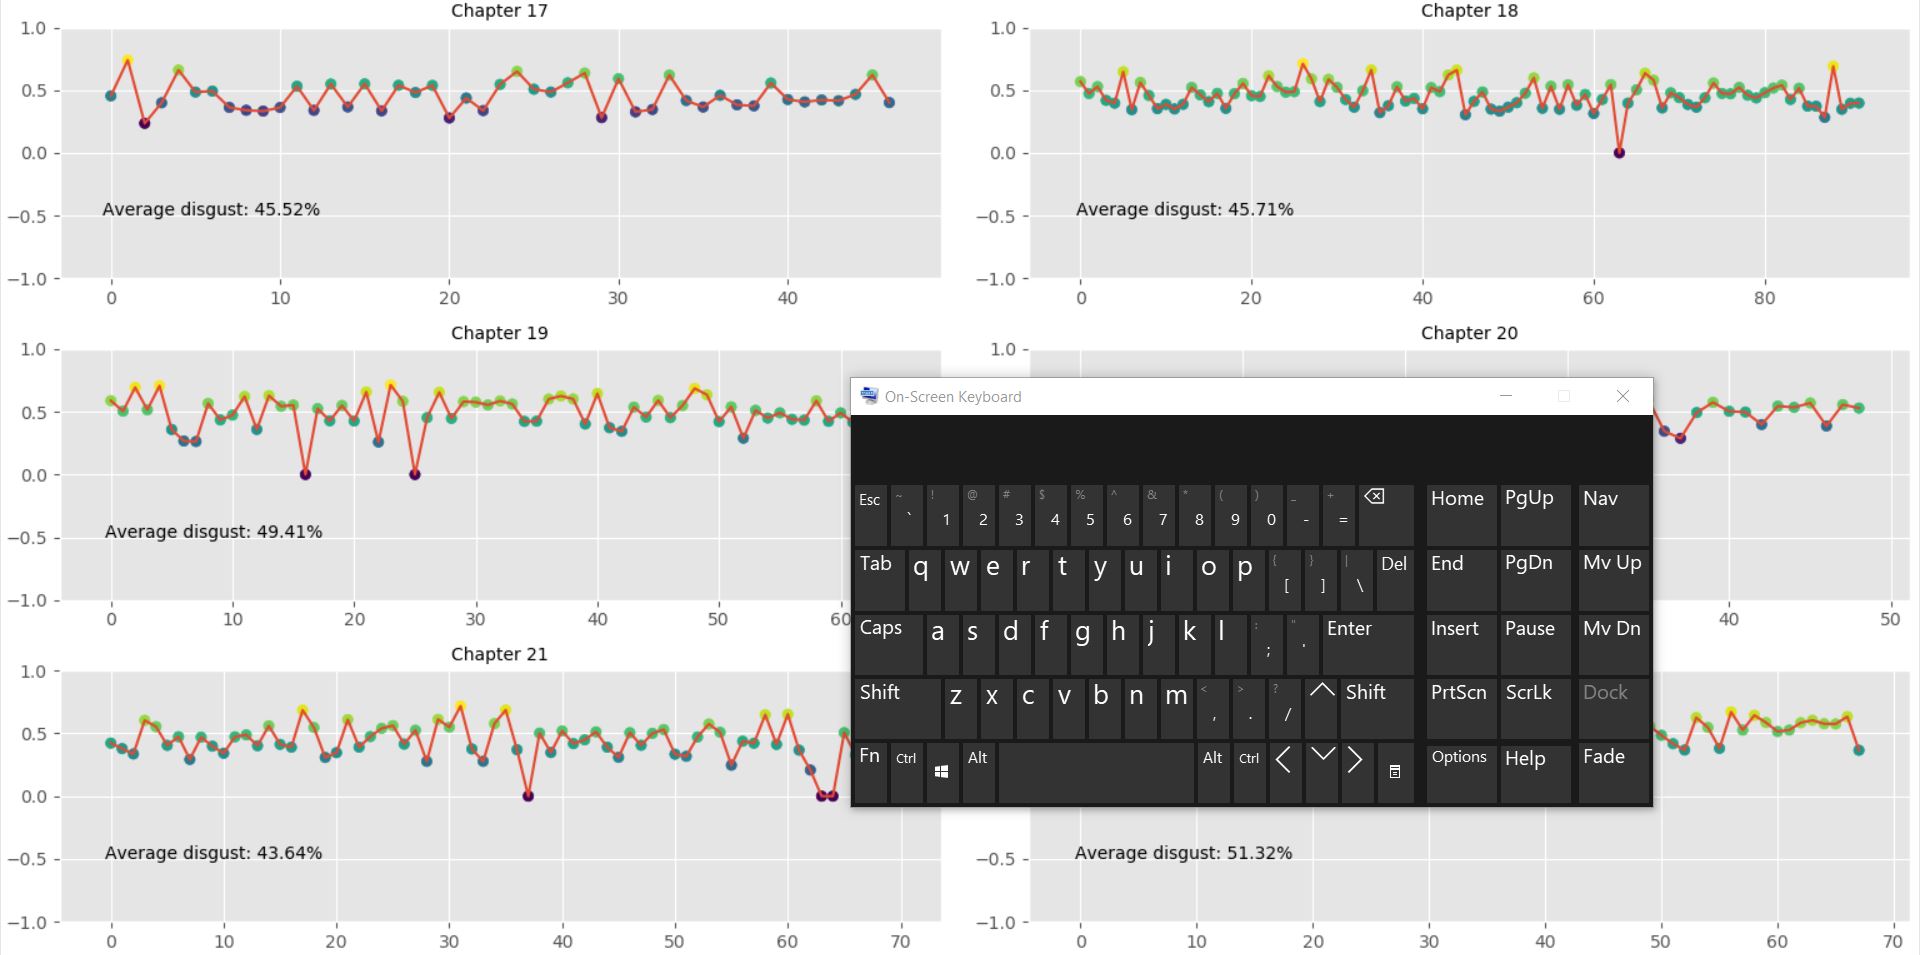 Chapter 17
1.0
0.5
0.0
−0.5
−1.0
Average disgust: 45.52%
0 10 20 30 40
Chapter 18
1.0
0.5
0.0
−0.5
−1.0
Average disgust: 45.71%
0 20 40 60 80
Chapter 19
1.0
0.5
0.0
−0.5
−1.0
Average disgust: 49.41%
0 10 20 30 40 50
Chapter 20
1.0
40 50
On-Screen Keyboard
Esc ~ ` ! 1 @ 2 # 3 $ 4 % 5 ^ 6 & 7 * 8 ( 9 ) 0 _ - + = Home PgUp Nav
Tab q w e r t y u i o p { [ } ] | \ Del End PgDn Mv Up
Caps a s d f g h j k l : ; " ' Enter Insert Pause Mv Dn
Shift z x c v b n m < , > . ? / Shift PrtScn ScrLk Dock
Fn Ctrl Alt Alt Ctrl Options Help Fade
Chapter 21
1.0
0.5
0.0
−0.5
−1.0
Average disgust: 43.64%
0 10 20 30 40 50 60 70
−0.5
−1.0
Average disgust: 51.32%
0 10 20 30 40 50 60 70